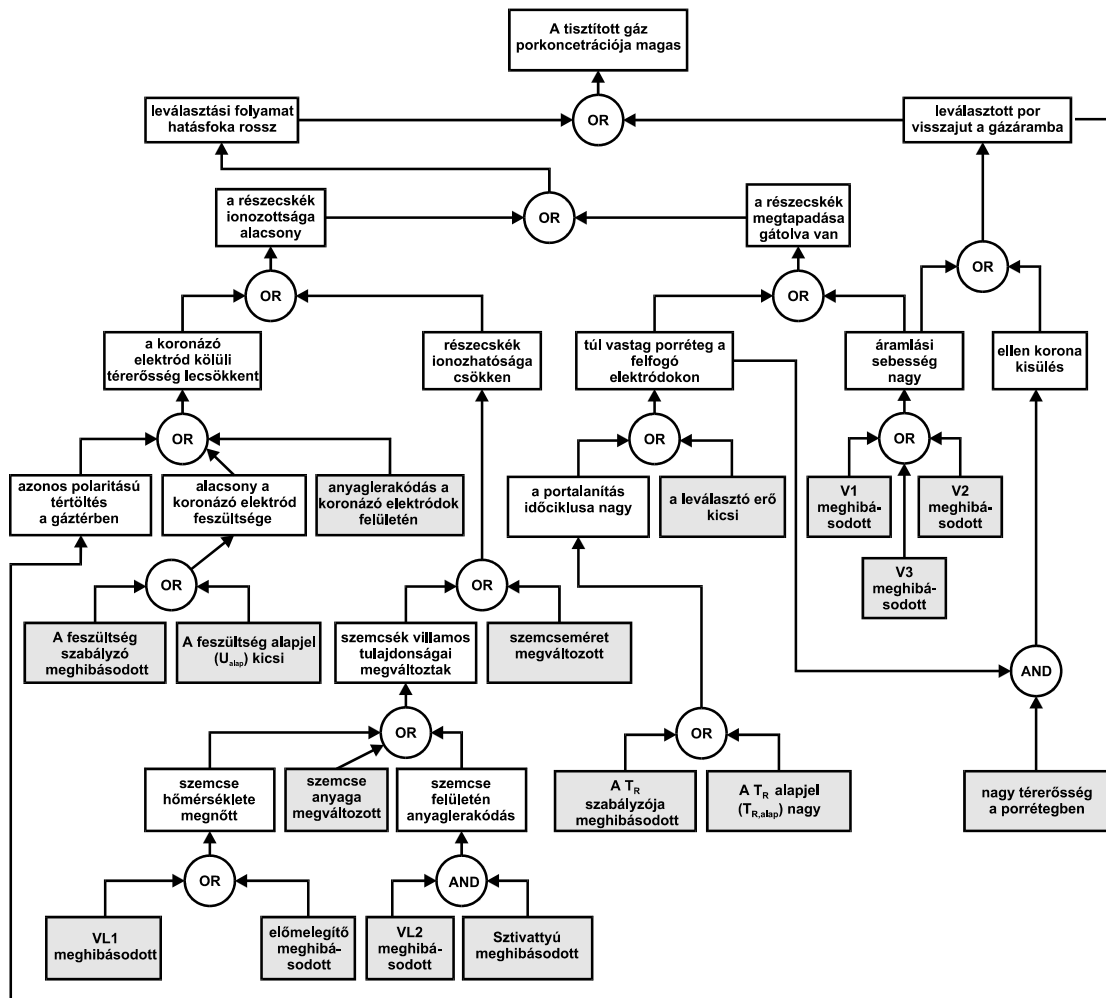 A tisztított gáz
porkoncetrációja magas
leválasztási folyamat
hatásfoka rossz
OR
leválasztott por
visszajut a gázáramba
a részecskék
ionozottsága
alacsony
OR
a részecskék
megtapadása
gátolva van
OR
OR
OR
a koronázó
elektród kölüli
térerősség lecsökkent
részecskék
ionozhatósága
csökken
túl vastag porréteg a
felfogó
elektródokon
áramlási
sebesség
nagy
ellen korona
kisülés
OR
OR
OR
azonos polaritású
tértöltés
a gáztérben
alacsony a
koronázó elektród
feszültsége
anyaglerakódás a
koronázó elektródok
felületén
a portalanítás
időciklusa nagy
a leválasztó erő
kicsi
V1
meghibá-
sodott
V2
meghibá-
sodott
V3
meghibá-
sodott
OR
OR
A feszültség
szabályzó
meghibásodott
A feszültség alapjel
(Ualap) kicsi
szemcsék villamos
tulajdonságai
megváltoztak
szemcseméret
megváltozott
AND
OR
OR
szemcse
hőmérséklete
megnőtt
szemcse
anyaga
megváltozott
szemcse
felületén
anyaglerakódás
A TR
szabályzója
meghibásodott
A TR alapjel
(TR,alap) nagy
nagy térerősség
a porrétegben
OR
AND
VL1
meghibásodott
előmelegítő
meghibá-
sodott
VL2
meghibá-
sodott
Sztivattyú
meghibásodott